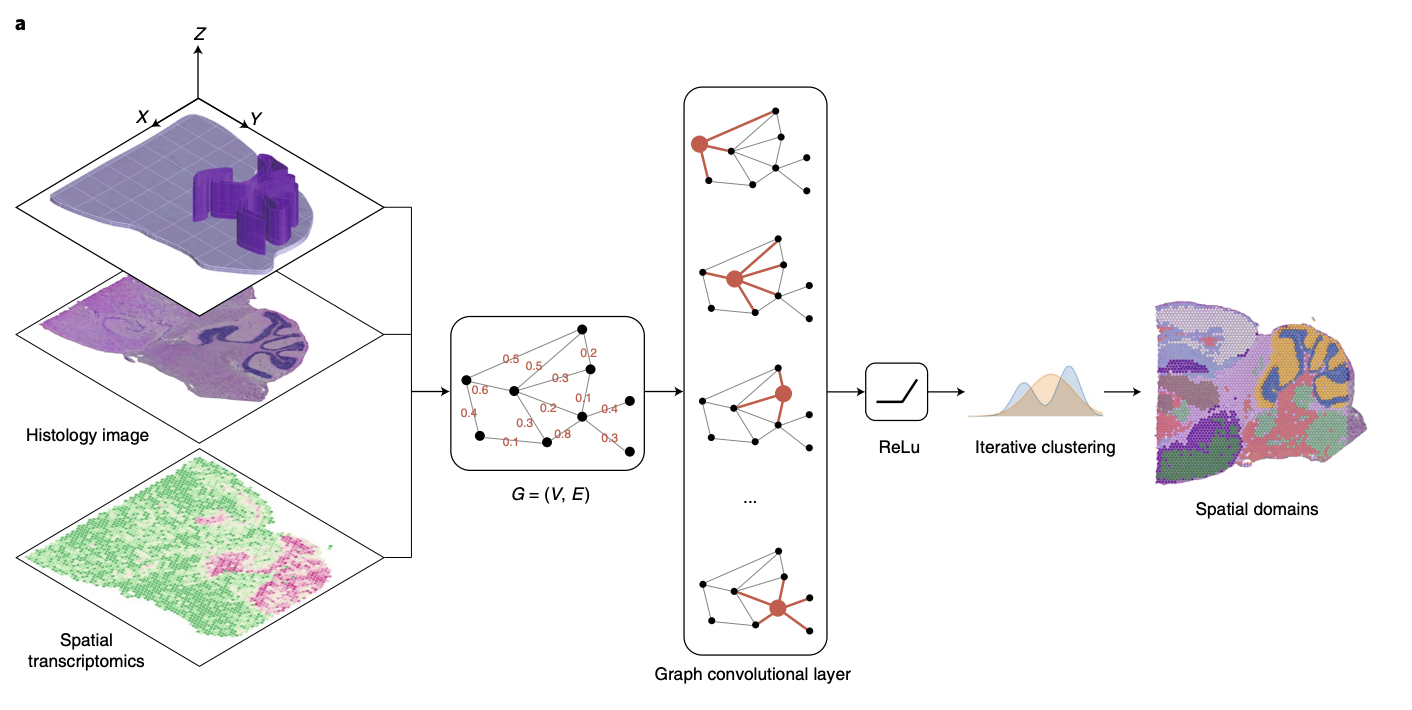 a
Z
X
Y
Histology image
Spatial
transcriptomics
0.5
0.5
0.2
0.6
0.3
0.4
0.2
0.1
0.4
0.3
0.1
0.8
0.3
G = (V, E)
...
Graph convolutional layer
ReLu
Iterative clustering
Spatial domains